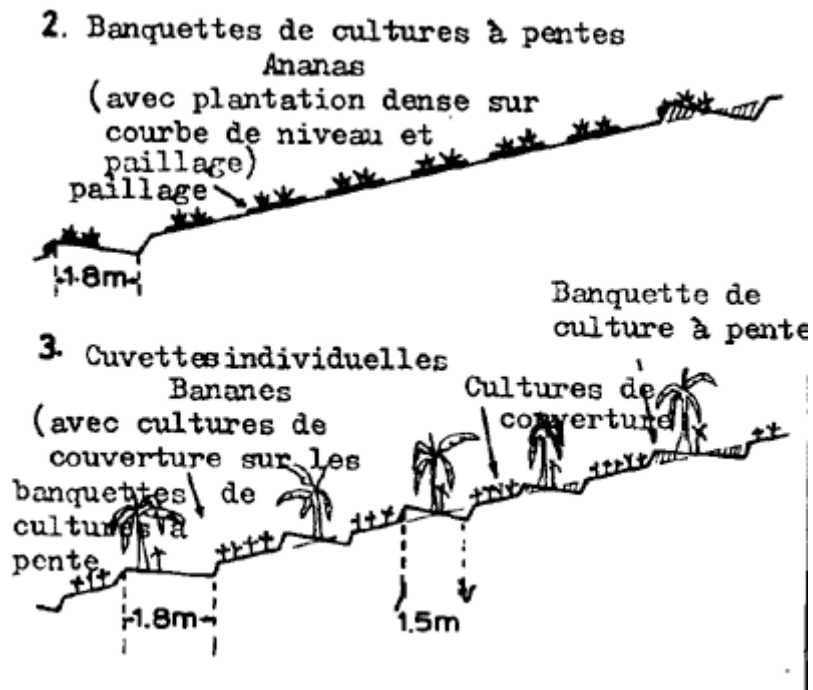 2. Banquettes de cultures à pentes
Ananas
(avec plantation dense sur
courbe de niveau et
paillage)
paillage
1.8m
Banquette de
culture à pente
3. Cuvettes individuelles
Bananes
(avec cultures de
couverture sur les
banquettes de
cultures à
pente
Cultures de
couverture
1.8m
1.5m